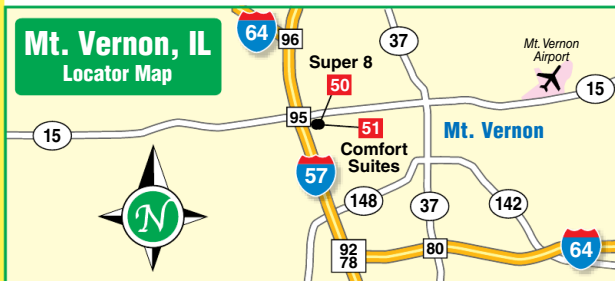 Mt. Vernon, IL
Locator Map
64
96
37
Mt. Vernon
Airport
Super 8
50
15
95
51
Mt. Vernon
15
Comfort
Suites
57
N
148
37
142
92
78
80
64